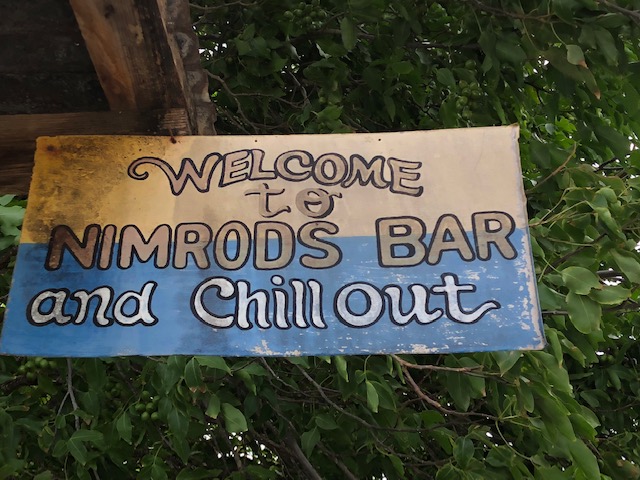 WELCOME
to
NIMRODS BAR
and Chill out